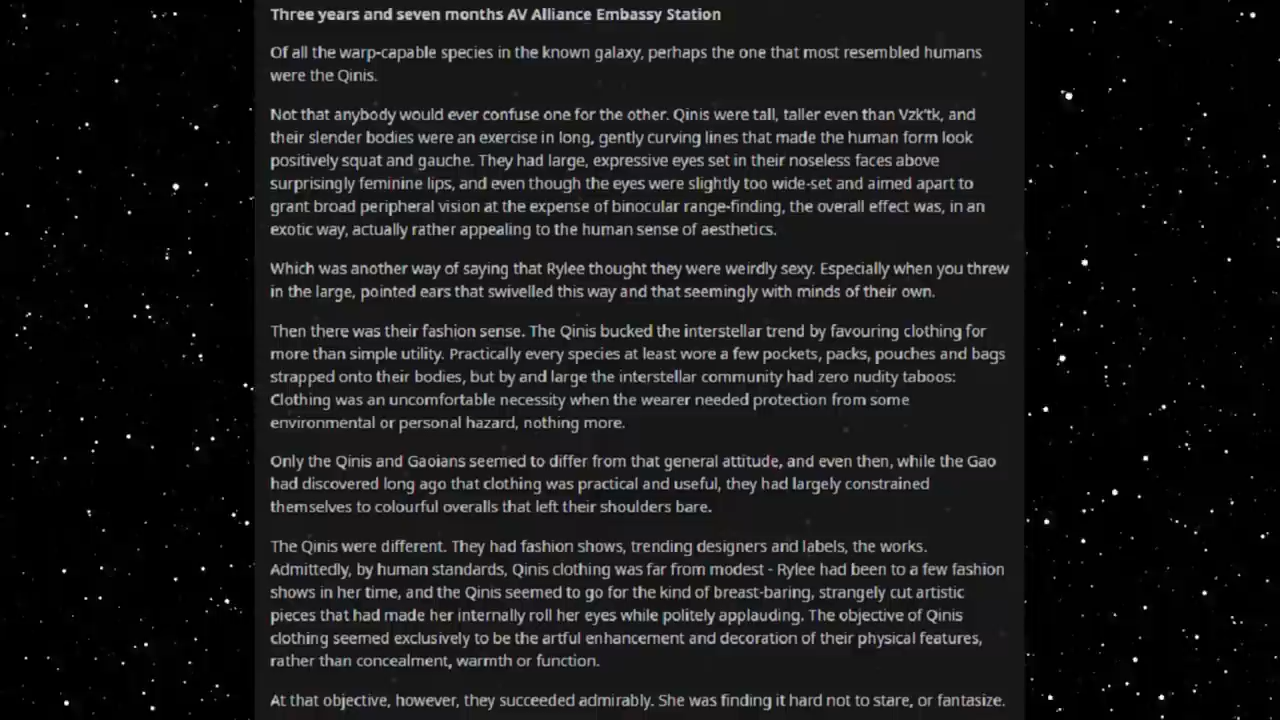 Three years and seven months AV Alliance Embassy Station
Of all the warp-capable species in the known galaxy, perhaps the one that most resembled humans
were the Qinis.
Not that anybody would ever confuse one for the other. Qinis were tall, taller even than Vzk'tk, and
their slender bodies were an exercise in long, gently curving lines that made the human form look
positively squat and gauche. They had large, expressive eyes set in their noseless faces above
surprisingly feminine lips, and even though the eyes were slightly too wide-set and aimed apart to
grant broad peripheral vision at the expense of binocular range-finding, the overall effect was, in an
exotic way, actually rather appealing to the human sense of aesthetics.
Which was another way of saying that Rylee thought they were weirdly sexy. Especially when you threw
in the large, pointed ears that swivelled this way and that seemingly with minds of their own.
Then there was their fashion sense. The Qinis bucked the interstellar trend by favouring clothing for
more than simple utility. Practically every species at least wore a few pockets, packs, pouches and bags
strapped onto their bodies, but by and large the interstellar community had zero nudity taboos:
Clothing was an uncomfortable necessity when the wearer needed protection from some
environmental or personal hazard, nothing more.
Only the Qinis and Gaoians seemed to differ from that general attitude, and even then, while the Gao
had discovered long ago that clothing was practical and useful, they had largely constrained
themselves to colourful overalls that left their shoulders bare.
The Qinis were different. They had fashion shows, trending designers and labels, the works.
Admittedly, by human standards, Qinis clothing was far from modest - Rylee had been to a few fashion
shows in her time, and the Qinis seemed to go for the kind of breast-baring, strangely cut artistic
pieces that had made her internally roll her eyes while politely applauding. The objective of Qinis
clothing seemed exclusively to be the artful enhancement and decoration of their physical features,
rather than concealment, warmth or function.
At that objective, however, they succeeded admirably. She was finding it hard not to stare, or fantasize.